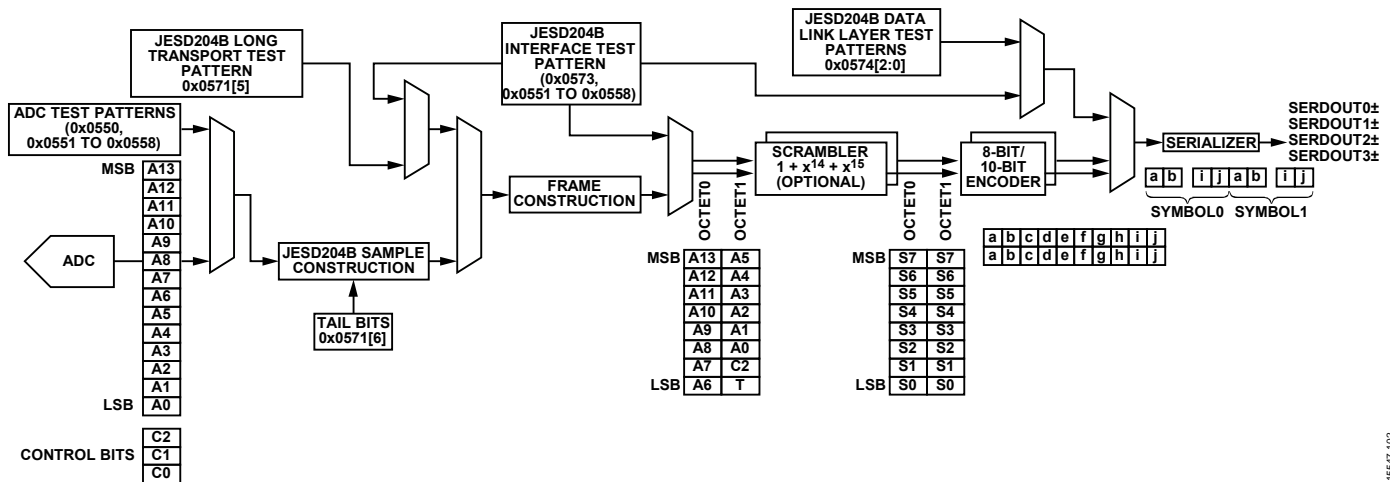 JESD204B LONG
TRANSPORT TEST
PATTERN
0x0571[5]
JESD204B
INTERFACE TEST
PATTERN
(0x0573,
0x0551 TO 0x0558)
JESD204B DATA
LINK LAYER TEST
PATTERNS
0x0574[2:0]
ADC TEST PATTERNS
(0x0550,
0x0551 TO 0x0558)
MSB
A13
A12
A11
A10
A9
A8
A7
A6
A5
A4
A3
A2
A1
LSB
A0
C2
CONTROL BITS
C1
C0
ADC
JESD204B SAMPLE
CONSTRUCTION
TAIL BITS
0x0571[6]
FRAME
CONSTRUCTION
OCTET0
OCTET1
MSB A13 A5
A12 A4
A11 A3
A10 A2
A9 A1
A8 A0
A7 C2
LSB A6 T
SCRAMBLER
1 + x14 + x15
(OPTIONAL)
OCTET0
OCTET1
MSB S7 S7
S6 S6
S5 S5
S4 S4
S3 S3
S2 S2
S1 S1
LSB S0 S0
8-BIT/
10-BIT
ENCODER
a b c d e f g h i j
a b c d e f g h i j
SERIALIZER
SERDOUT0±
SERDOUT1±
SERDOUT2±
SERDOUT3±
a b i j a b i j
SYMBOL0 SYMBOL1